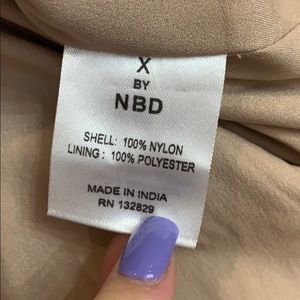 X
BY
NBD
SHELL: 100% NYLON
LINING : 100% POLYESTER
MADE IN INDIA
RN 132829